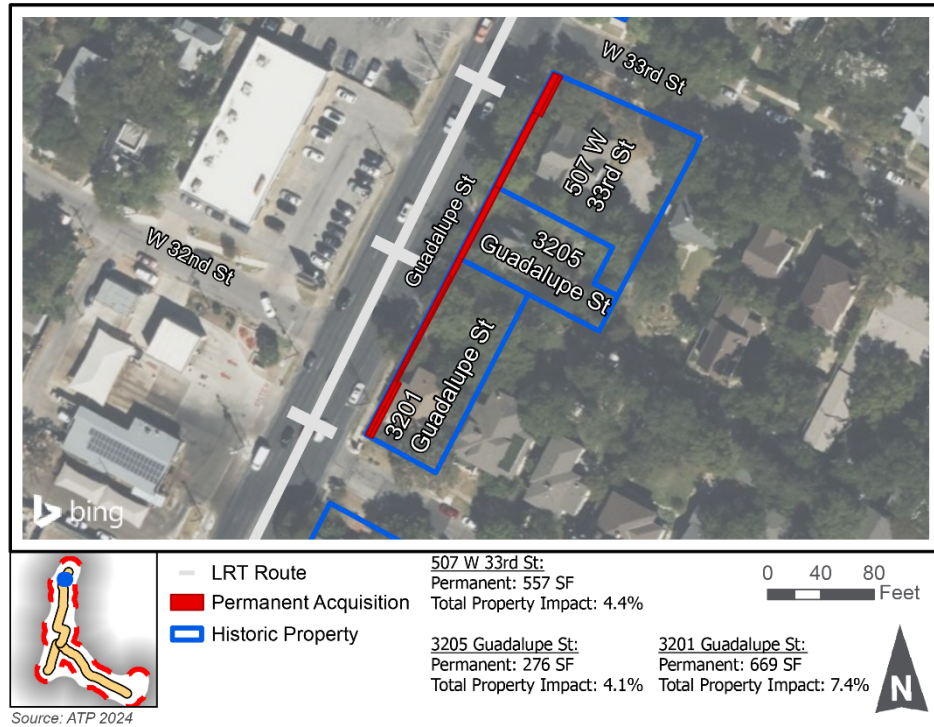 W 33rd St
507 W
33rd St
Guadalupe St
3205
Guadalupe St
W 32nd St
3201
Guadalupe St
bing
LRT Route
Permanent Acquisition
Historic Property
507 W 33rd St:
Permanent: 557 SF
Total Property Impact: 4.4%
3205 Guadalupe St:
Permanent: 276 SF
Total Property Impact: 4.1%
3201 Guadalupe St:
Permanent: 669 SF
Total Property Impact: 7.4%
0 40 80
Feet
N
Source: ATP 2024